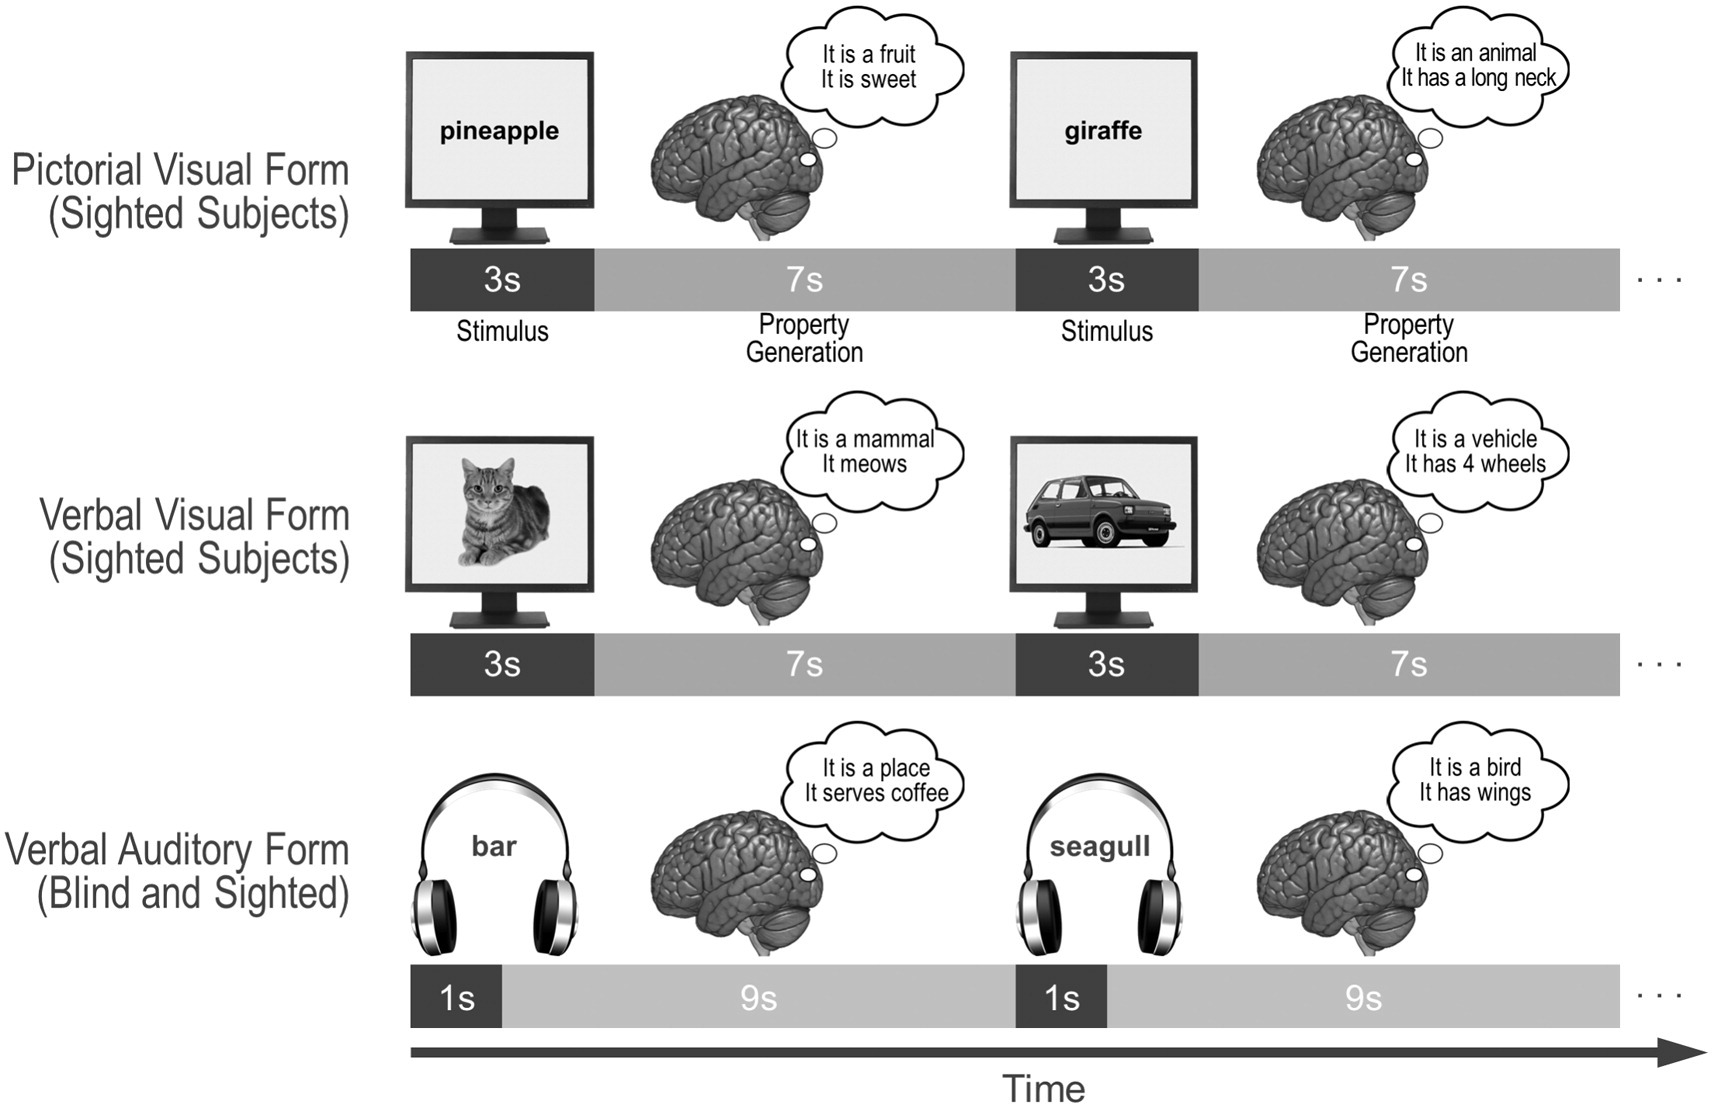 It is a fruit
It is sweet
It is an animal
It has a long neck
pineapple
giraffe
Pictorial Visual Form
(Sighted Subjects)
3s
7s
3s
7s
. . .
Stimulus
Property
Generation
Stimulus
Property
Generation
It is a mammal
It meows
It is a vehicle
It has 4 wheels
Verbal Visual Form
(Sighted Subjects)
3s
7s
3s
7s
. . .
It is a place
It serves coffee
It is a bird
It has wings
bar
seagull
Verbal Auditory Form
(Blind and Sighted)
1s
9s
1s
9s
. . .
Time